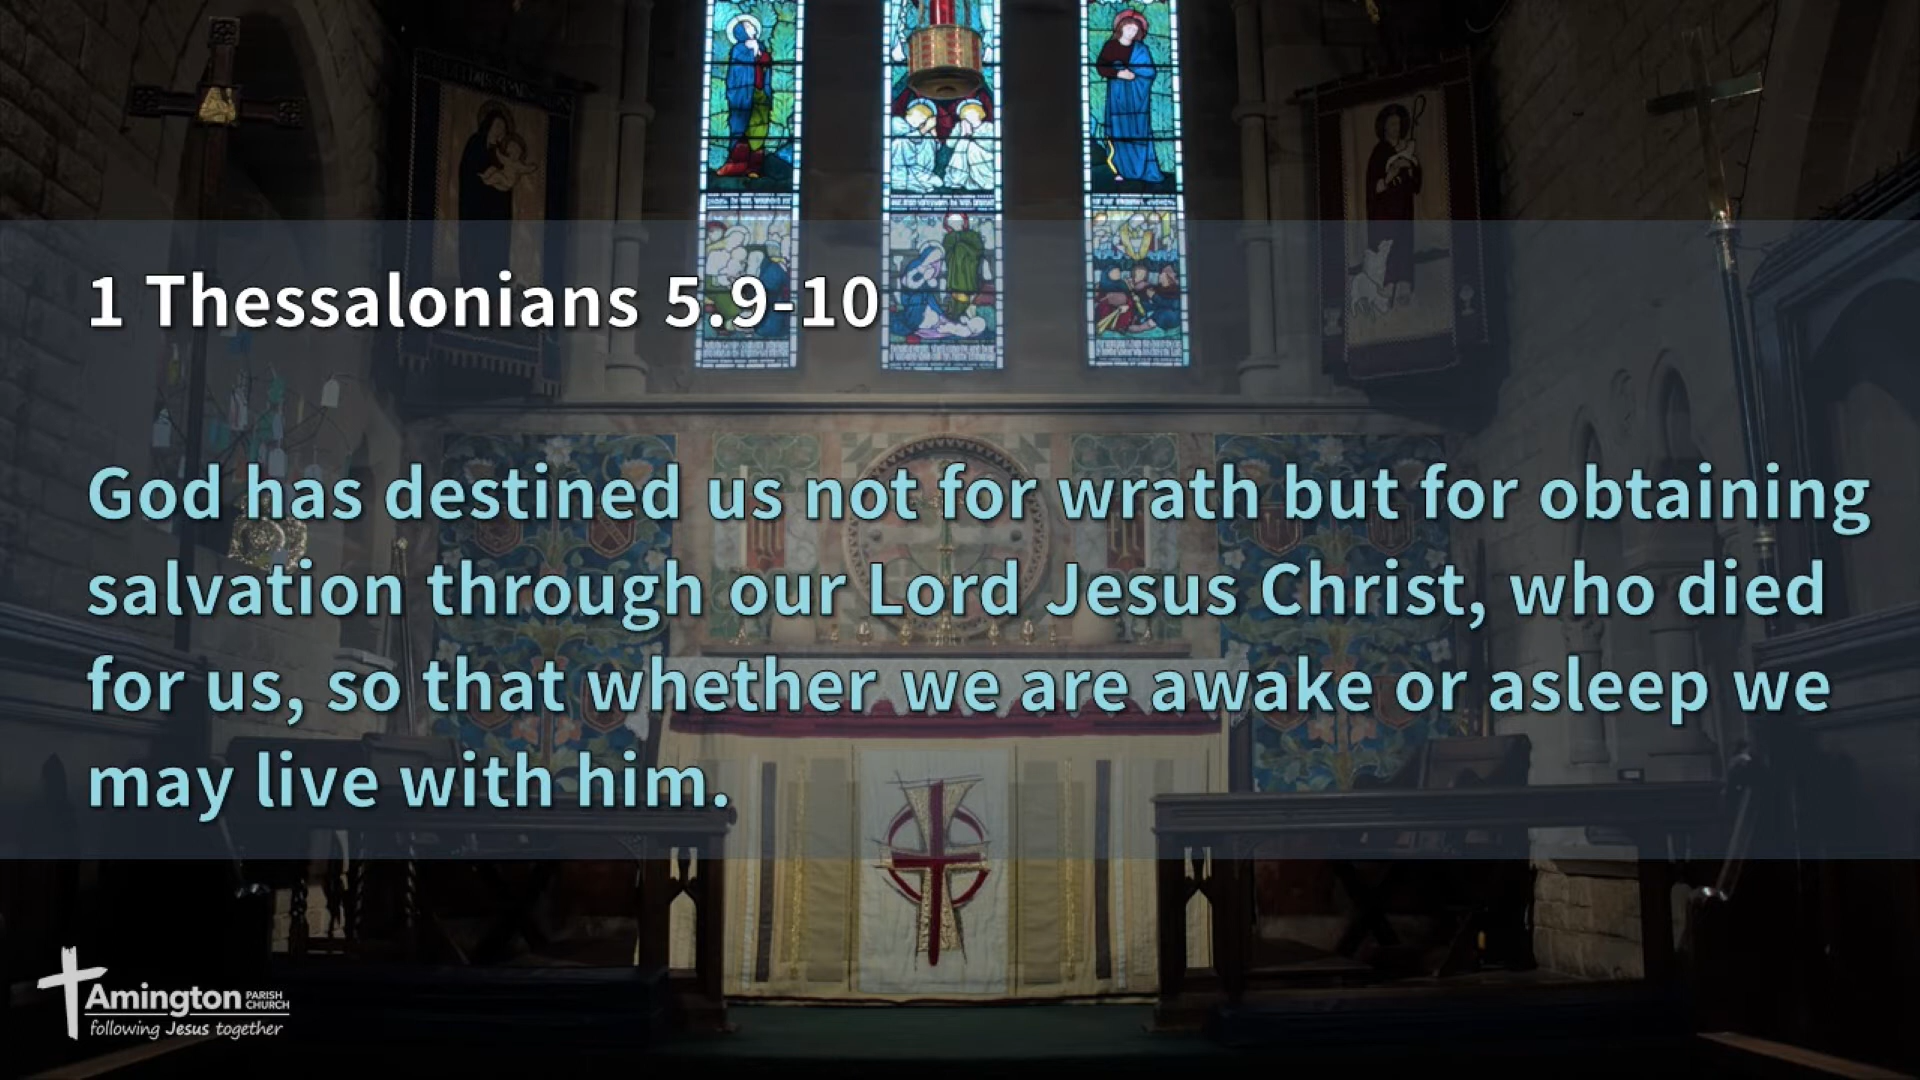 1 Thessalonians 5.9-10
God has destined us not for wrath but for obtaining
salvation through our Lord Jesus Christ, who died
for us, so that whether we are awake or asleep we
may live with him.
Amington PARISH CHURCH
following Jesus together